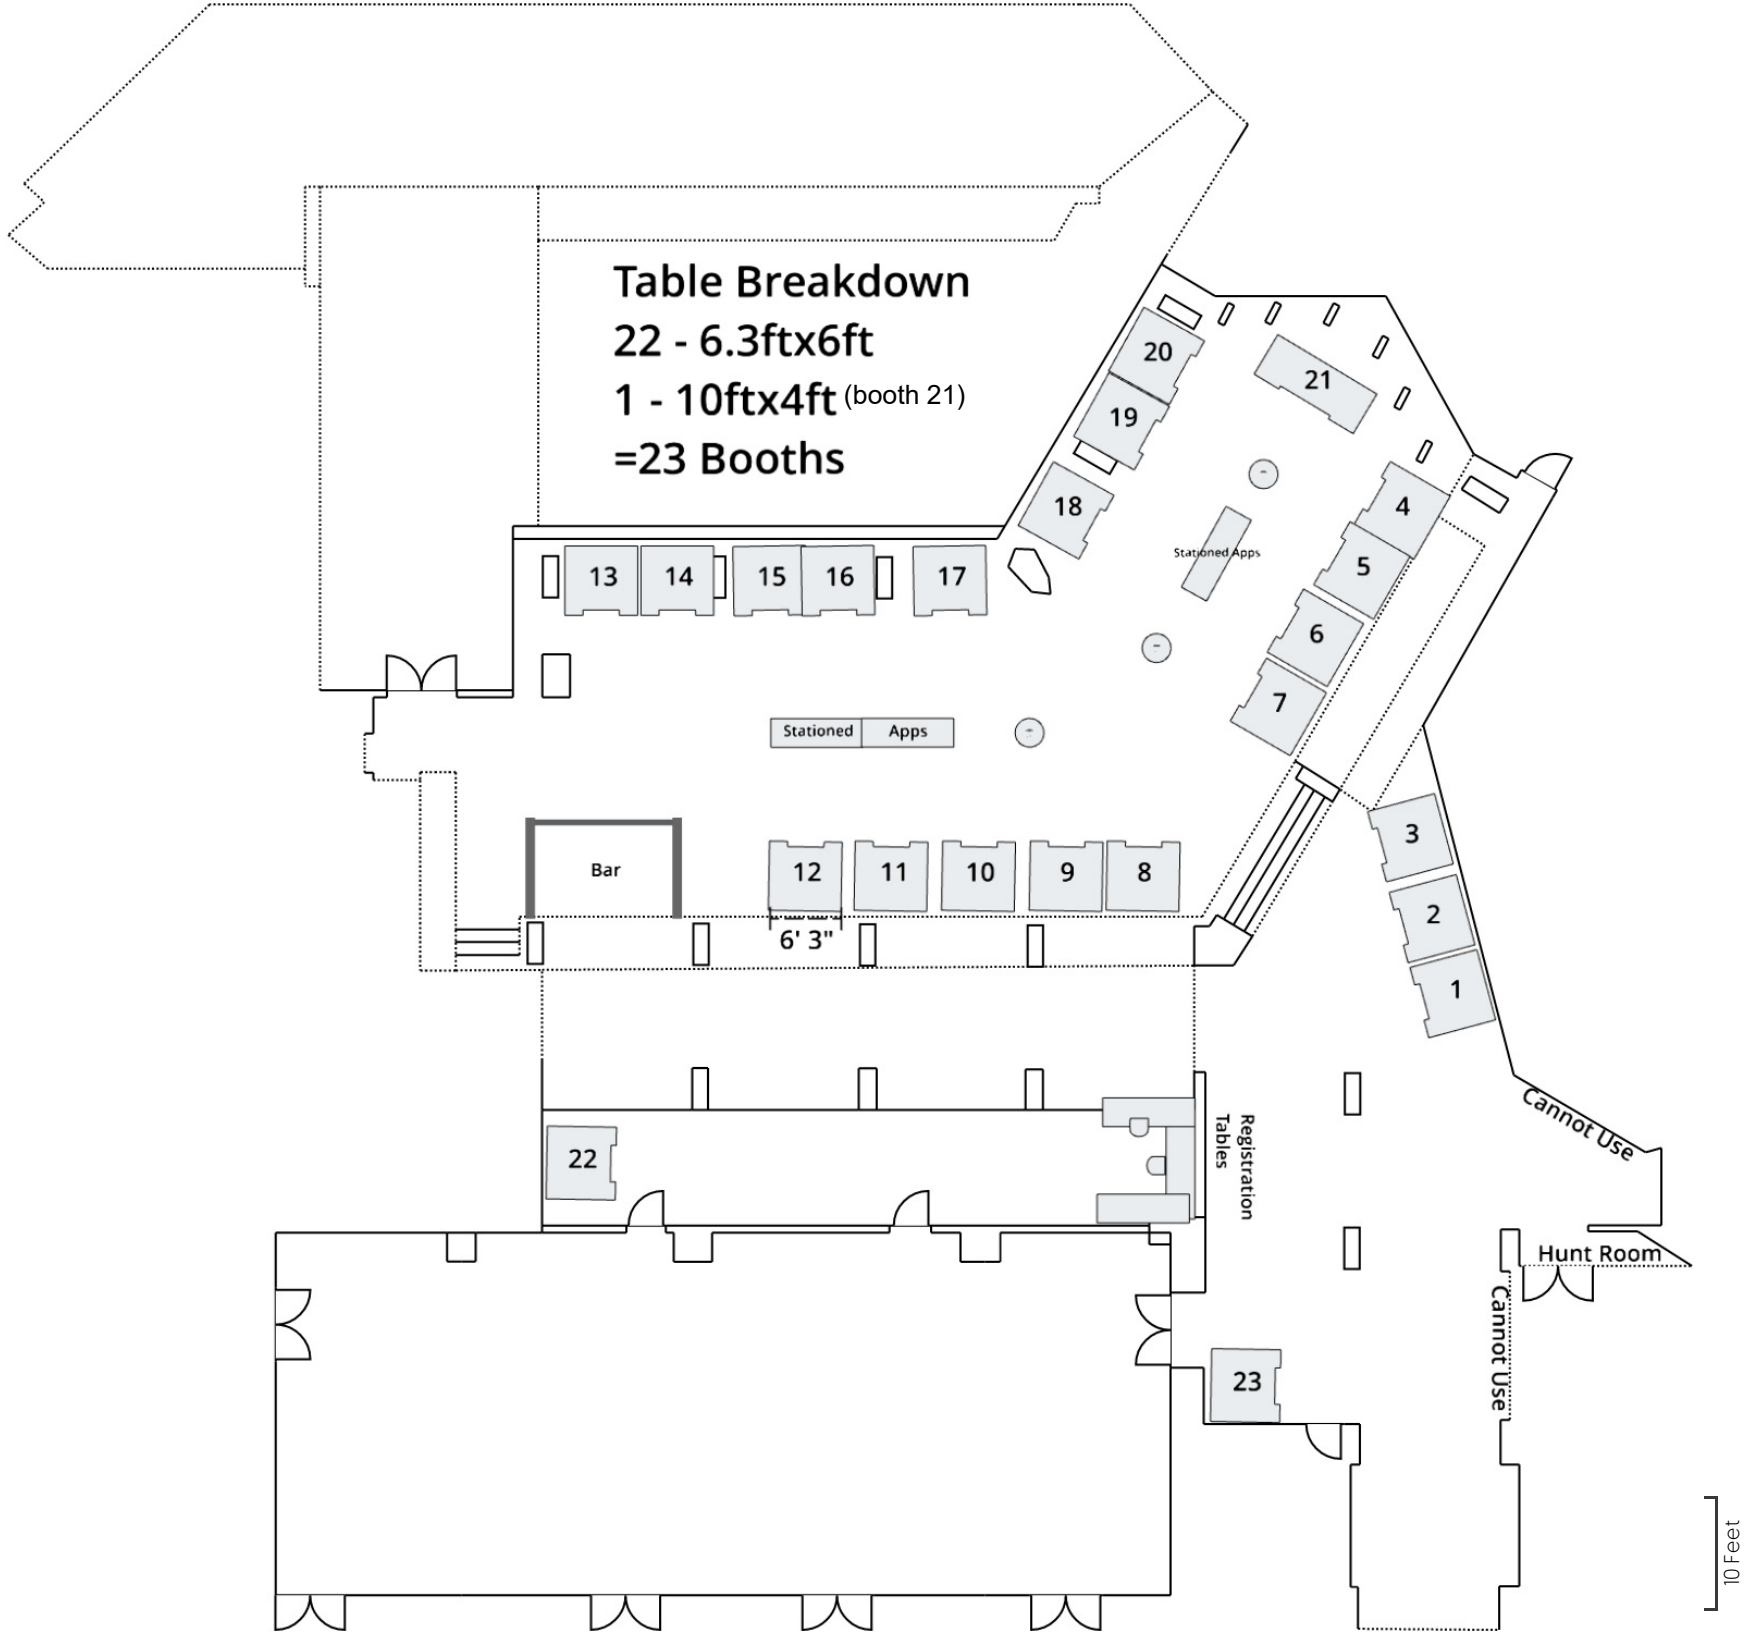 Table Breakdown
22 - 6.3ftx6ft
1 - 10ftx4ft (booth 21)
=23 Booths
20
21
19
18
4
Stationed Apps
5
13
14
15
16
17
6
7
Stationed
Apps
3
Bar
12
11
10
9
8
2
6' 3"
1
Cannot Use
Registration
Tables
22
Hunt Room
Cannot Use
23
10 Feet